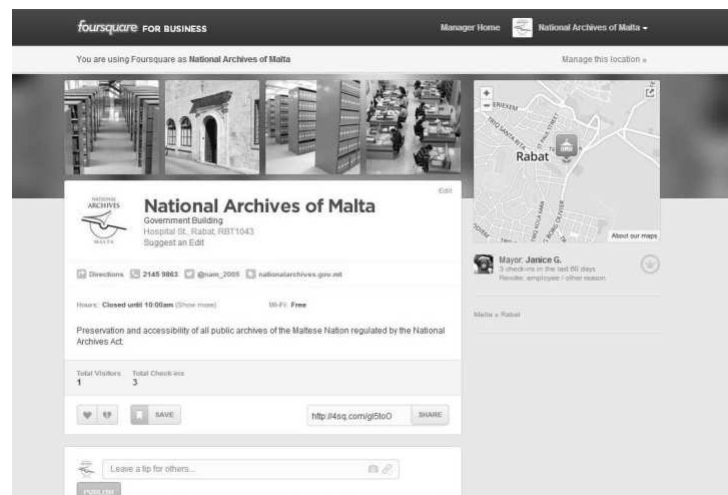 foursquare FOR BUSINESS
Manager Home
National Archives of Malta
You are using Foursquare as National Archives of Malta
Manage this location »
NATIONAL
ARCHIVES
MALTA
National Archives of Malta
Edit
Government Building
Hospital St., Rabat, RBT1043
Suggest an Edit
Directions 2145 9863 @nam_2005 nationalarchives.gov.mt
Hours: Closed until 10:00am (Show more) Wi-Fi: Free
Preservation and accessibility of all public archives of the Maltese Nation regulated by the National
Archives Act.
Total Visitors Total Check-ins
1 3
SAVE
http://4sq.com/gI5toO SHARE
Leave a tip for others...
PUBLISH
+
−
Rabat
About our maps
Mayor: Janice G.
3 check-ins in the last 60 days
Revoke: employee / other reason
Malta » Rabat